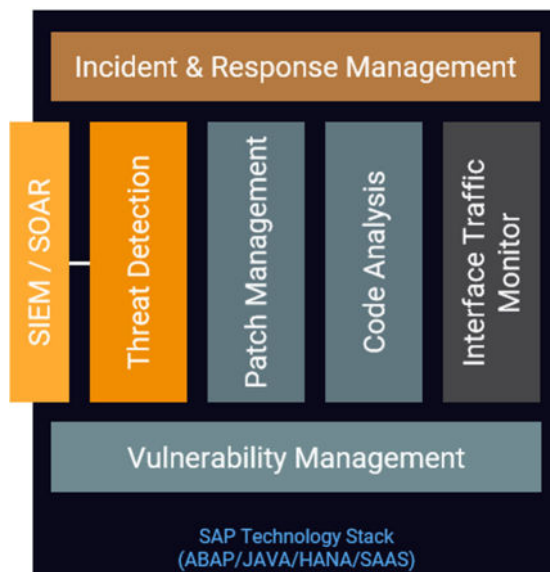 Incident & Response Management
SIEM / SOAR
Threat Detection
Patch Management
Code Analysis
Interface Traffic
Monitor
Vulnerability Management
SAP Technology Stack
(ABAP/JAVA/HANA/SAAS)